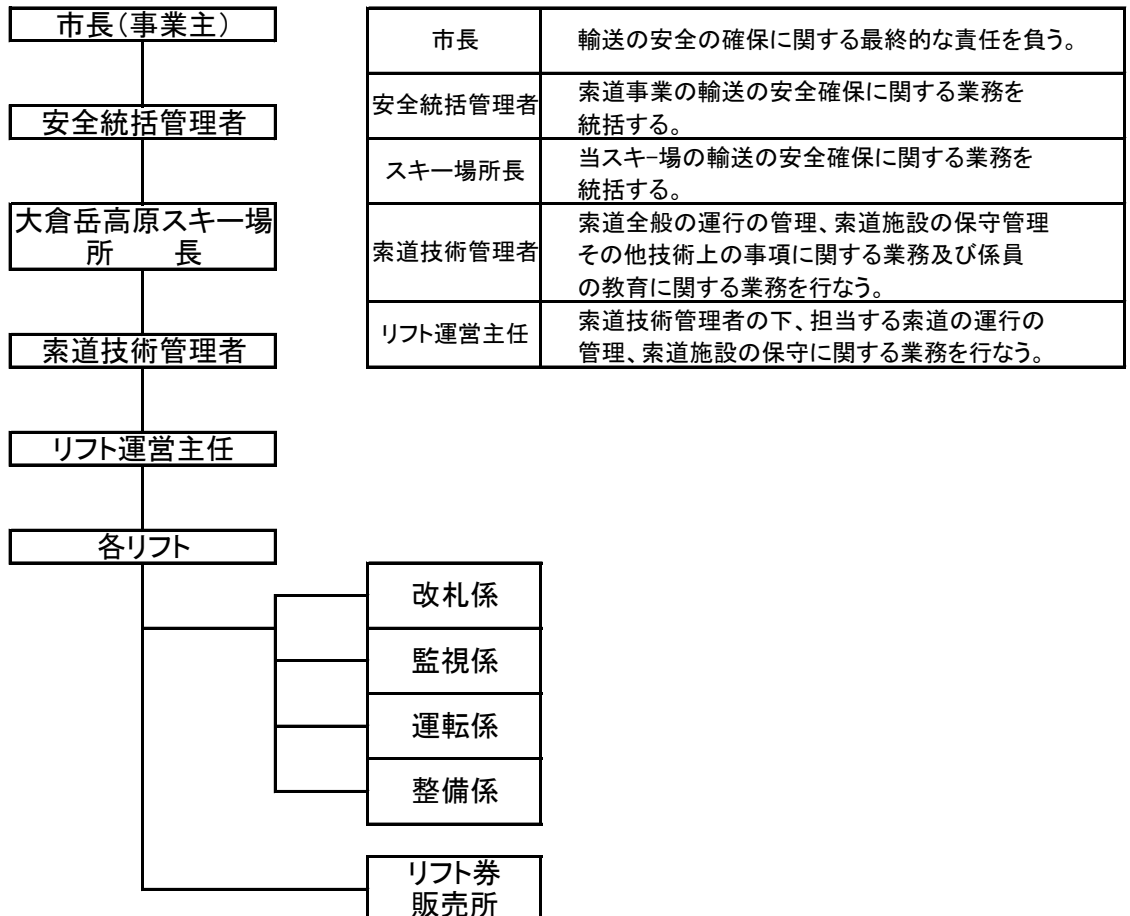 市長(事業主)
安全統括管理者
大倉岳高原スキー場
所　　長
索道技術管理者
リフト運営主任
各リフト
改札係
監視係
運転係
整備係
リフト券
販売所
市長
輸送の安全の確保に関する最終的な責任を負う。
安全統括管理者
索道事業の輸送の安全確保に関する業務を
統括する。
スキー場所長
当スキ-場の輸送の安全確保に関する業務を
統括する。
索道技術管理者
索道全般の運行の管理、索道施設の保守管理
その他技術上の事項に関する業務及び係員
の教育に関する業務を行なう。
リフト運営主任
索道技術管理者の下、担当する索道の運行の
管理、索道施設の保守に関する業務を行なう。